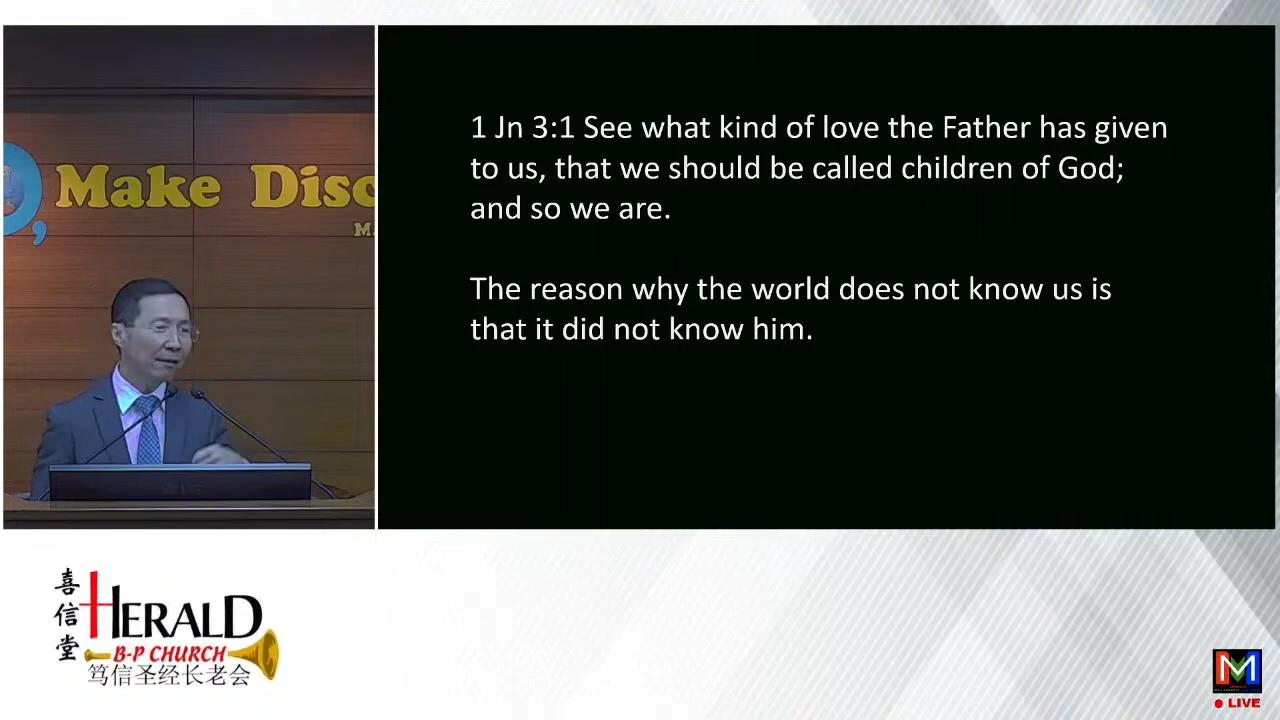 Make Disc
M
1 Jn 3:1 See what kind of love the Father has given
to us, that we should be called children of God;
and so we are.
The reason why the world does not know us is
that it did not know him.
喜信堂
HERALD
B-P CHURCH
笃信圣经长老会
M
LIVE